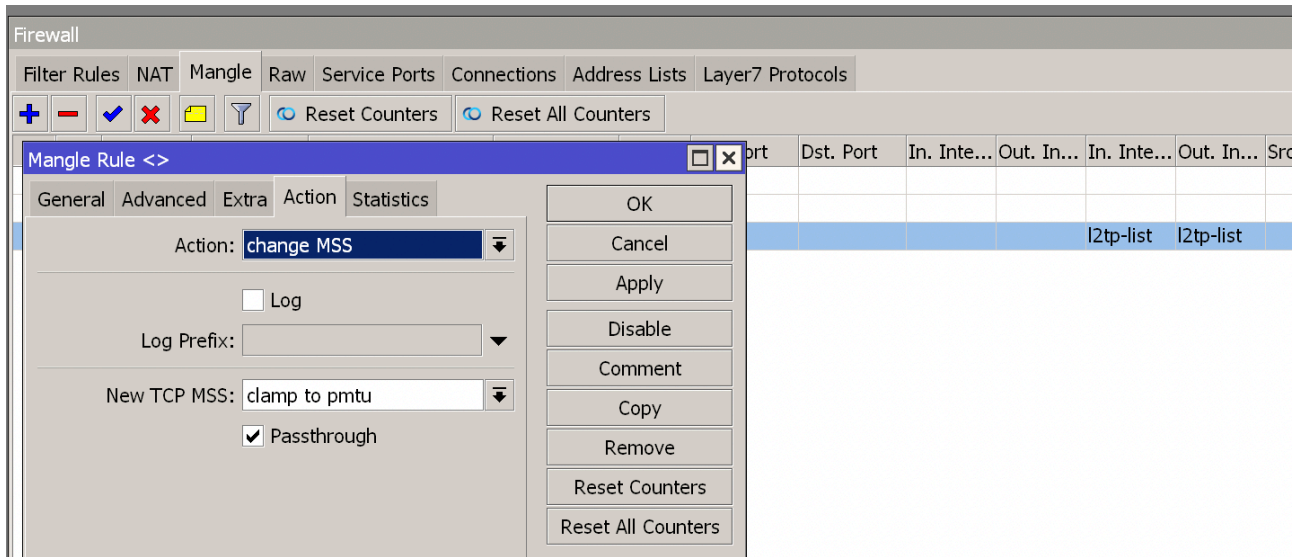 Firewall
Filter Rules NAT Mangle Raw Service Ports Connections Address Lists Layer7 Protocols
Reset Counters Reset All Counters
Mangle Rule <>
ort Dst. Port In. Inte... Out. In... In. Inte... Out. In... Src
General Advanced Extra Action Statistics
OK
Action: change MSS
Cancel
l2tp-list l2tp-list
Apply
Log
Disable
Log Prefix:
Comment
New TCP MSS: clamp to pmtu
Copy
Passthrough
Remove
Reset Counters
Reset All Counters